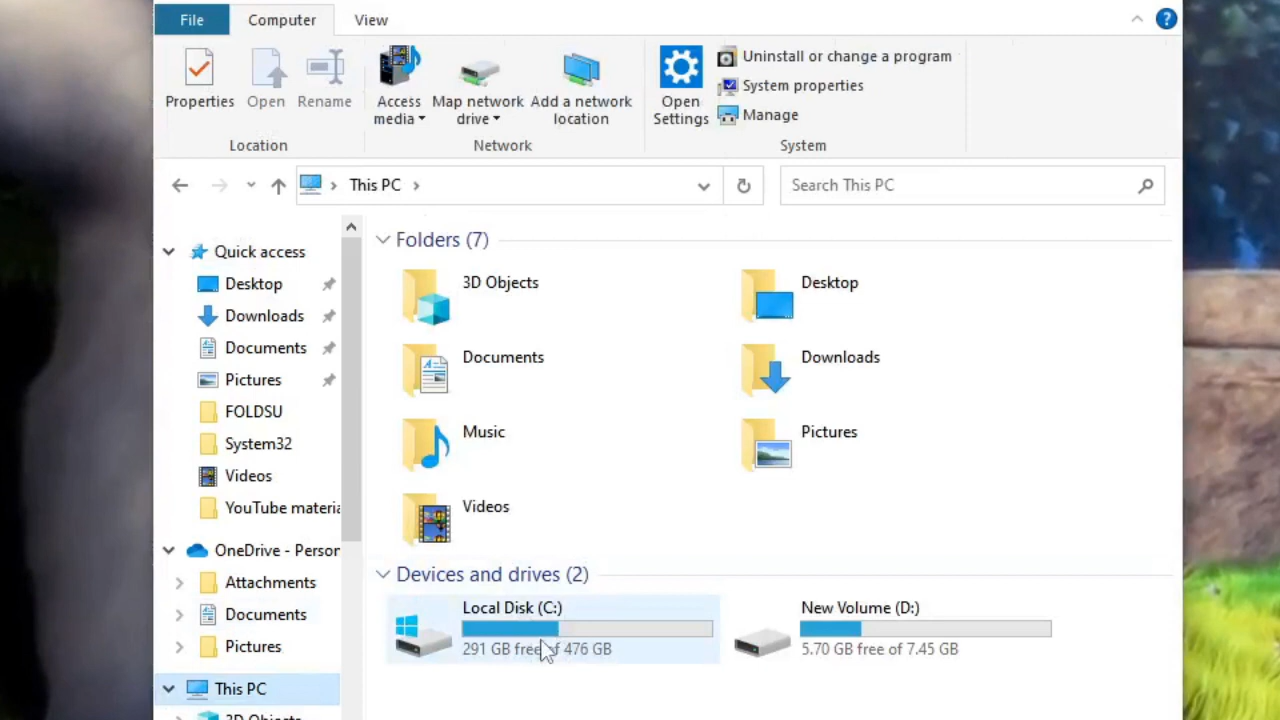 File Computer View
Properties Open Rename Access media Map network drive Add a network location Open Settings
Uninstall or change a program
System properties
Manage
Location Network System
This PC Search This PC
Quick access
Desktop
Downloads
Documents
Pictures
FOLDSU
System32
Videos
YouTube materia
OneDrive - Person
Attachments
Documents
Pictures
This PC
3D Objects
Folders (7)
3D Objects Desktop
Documents Downloads
Music Pictures
Videos
Devices and drives (2)
Local Disk (C:) New Volume (D:)
291 GB free of 476 GB 5.70 GB free of 7.45 GB